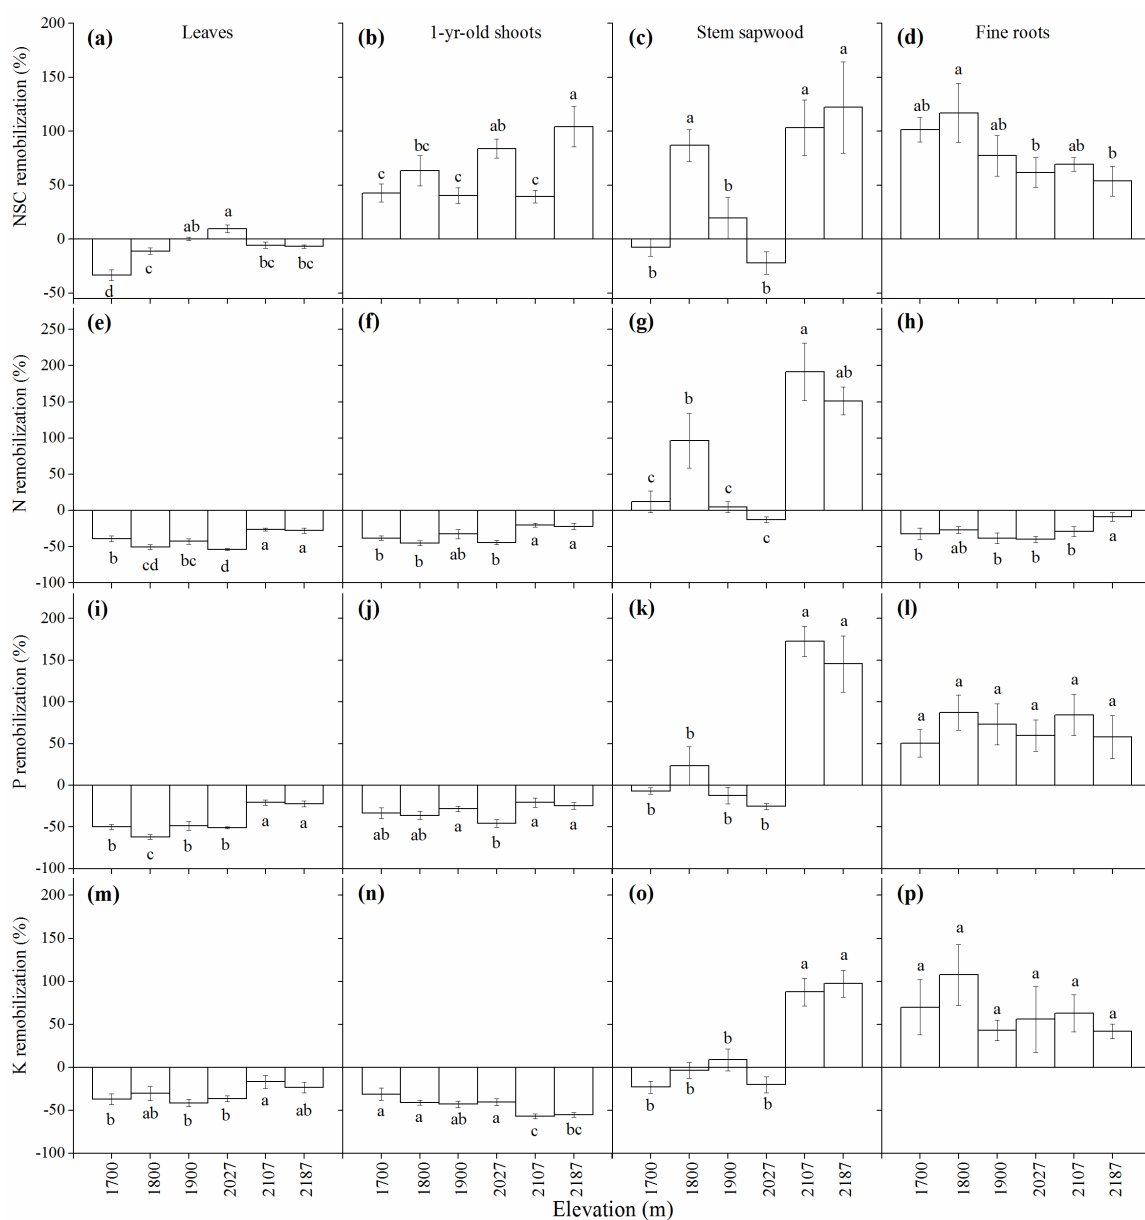 (a) Leaves (b) 1-yr-old shoots (c) Stem sapwood (d) Fine roots
NSC remobilization (%)
200
150
100
50
0
-50
d c ab a bc bc
c bc c ab c a
b a b b a a
ab a ab b ab b
(e) (f) (g) (h)
N remobilization (%)
250
200
150
100
50
0
-50
-100
b cd bc d a a
b b ab b a a
c b c c a ab
b ab b b b a
(i) (j) (k) (l)
P remobilization (%)
200
150
100
50
0
-50
-100
b c b b a a
ab ab a b a a
b b b b a a
a a a a a a
(m) (n) (o) (p)
K remobilization (%)
200
150
100
50
0
-50
-100
b ab b b a ab
a a ab a c bc
b b b b a a
a a a a a a
1700 1800 1900 2027 2107 2187 1700 1800 1900 2027 2107 2187 1700 1800 1900 2027 2107 2187 1700 1800 1900 2027 2107 2187
Elevation (m)